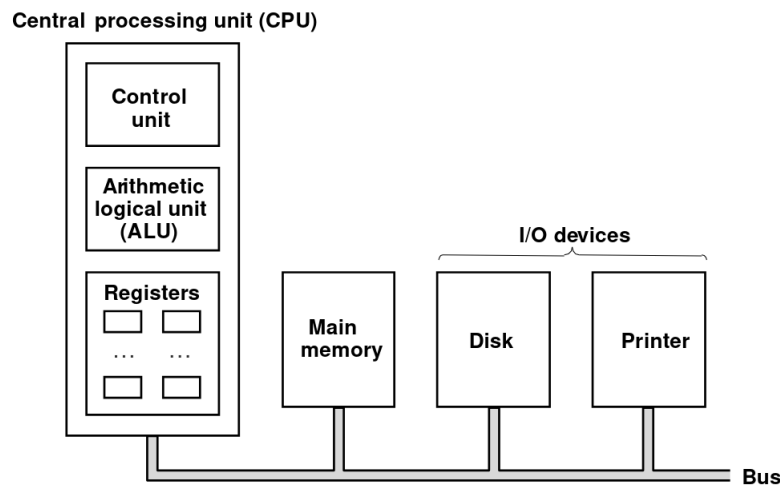 Central processing unit (CPU)
Control
unit
Arithmetic
logical unit
(ALU)
Registers
... ...
I/O devices
Main
memory
Disk
Printer
Bus